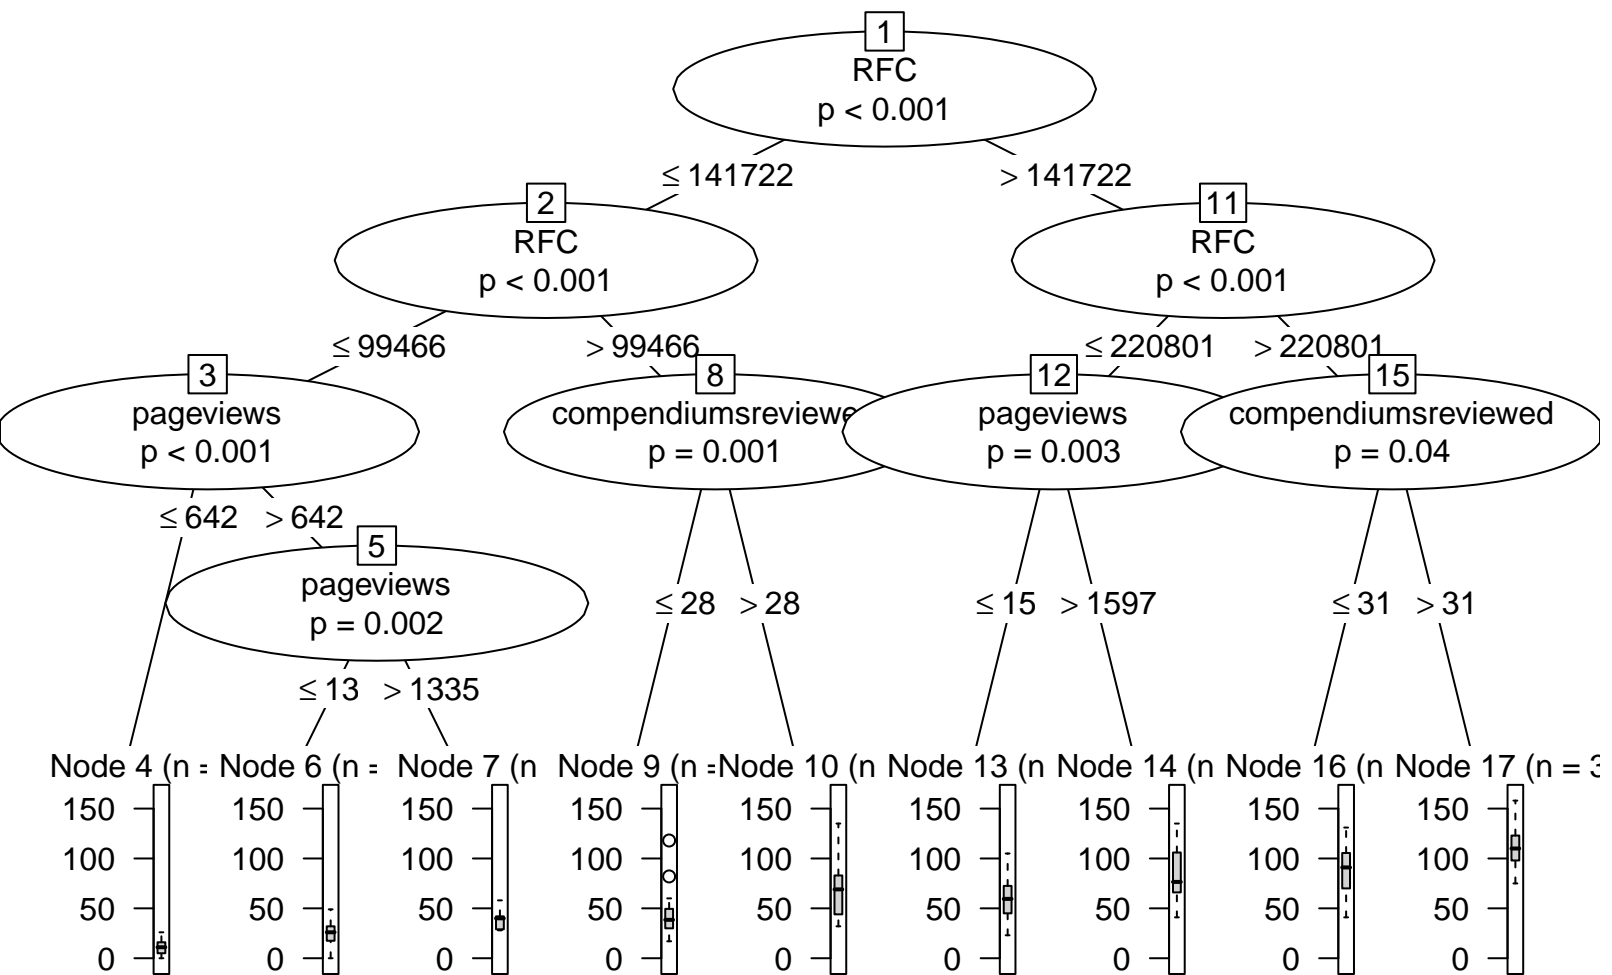 1
RFC
p < 0.001
≤ 141722
> 141722
2
RFC
p < 0.001
11
RFC
p < 0.001
≤ 99466
> 99466
≤ 220801
> 220801
3
pageviews
p < 0.001
8
compendiumsreviewe
p = 0.001
12
pageviews
p = 0.003
15
compendiumsreviewed
p = 0.04
≤ 642
> 642
5
pageviews
p = 0.002
≤ 28
> 28
≤ 15
> 1597
≤ 31
> 31
≤ 13
> 1335
Node 4 (n =
Node 6 (n =
Node 7 (n
Node 9 (n =
Node 10 (n
Node 13 (n
Node 14 (n
Node 16 (n
Node 17 (n = 3
150 150 150 150 150 150 150 150 150
100 100 100 100 100 100 100 100 100
50 50 50 50 50 50 50 50 50
0 0 0 0 0 0 0 0 0